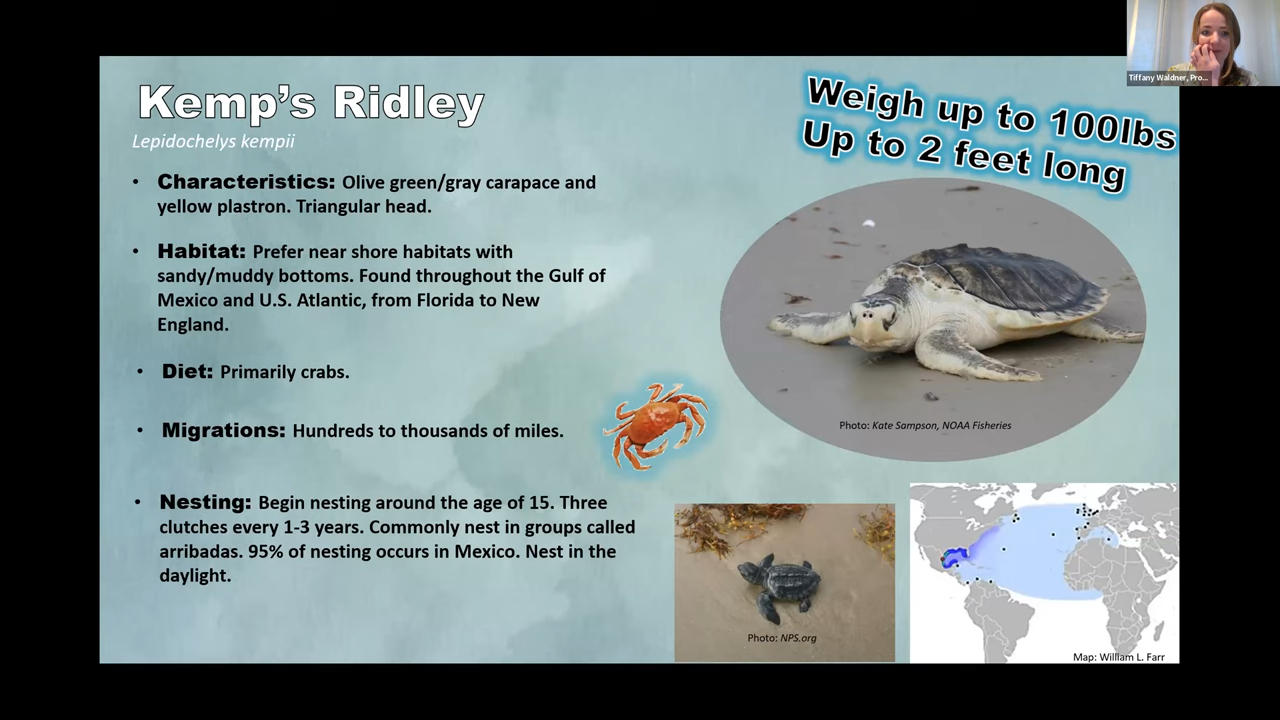 Tiffany Waldner, Pro...
Kemp's Ridley
Lepidochelys kempii
Weigh up to 100lbs
Up to 2 feet long
• Characteristics: Olive green/gray carapace and
yellow plastron. Triangular head.
• Habitat: Prefer near shore habitats with
sandy/muddy bottoms. Found throughout the Gulf of
Mexico and U.S. Atlantic, from Florida to New
England.
• Diet: Primarily crabs.
• Migrations: Hundreds to thousands of miles.
• Nesting: Begin nesting around the age of 15. Three
clutches every 1-3 years. Commonly nest in groups called
arribadas. 95% of nesting occurs in Mexico. Nest in the
daylight.
Photo: Kate Sampson, NOAA Fisheries
Photo: NPS.org
Map: William L. Farr